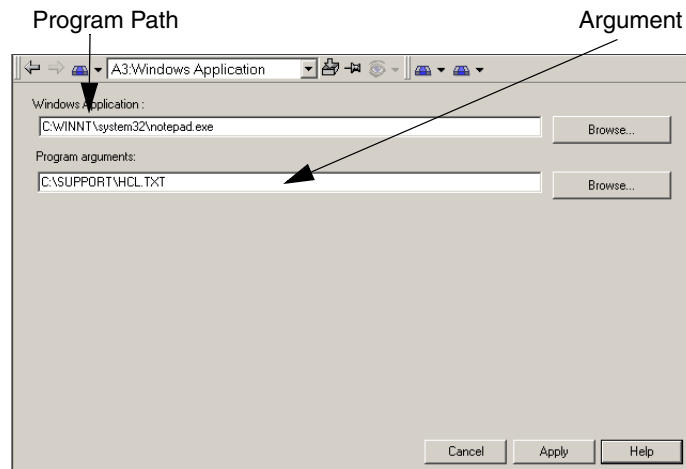 Program Path
Argument
A3:Windows Application
Windows Application :
C:WINNT\system32\notepad.exe
Browse...
Program arguments:
C:\SUPPORT\HCL.TXT
Browse...
Cancel
Apply
Help